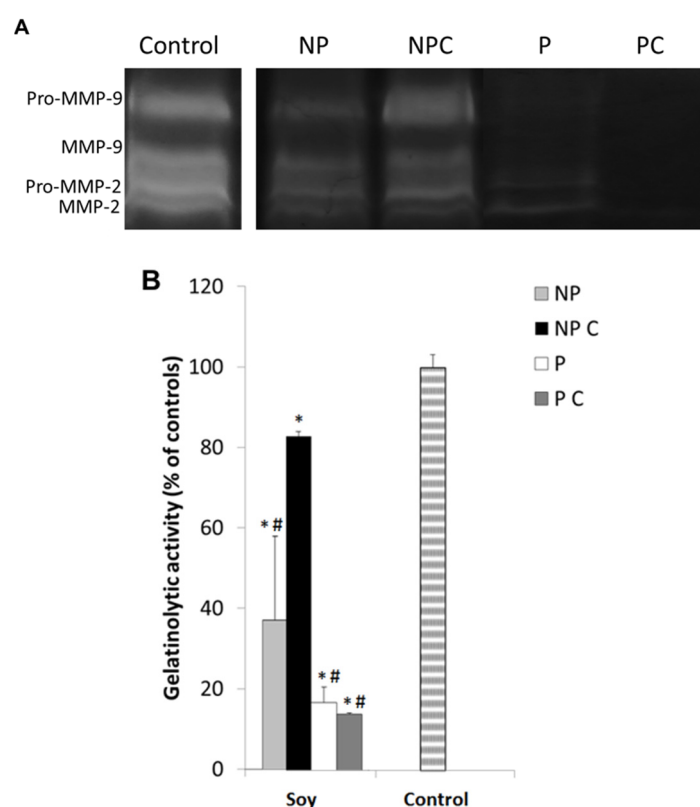 A
Control NP NPC P PC
Pro-MMP-9
MMP-9
Pro-MMP-2
MMP-2
B
Gelatinolytic activity (% of controls)
120
100
80
60
40
20
0
*#
*
*#
*#
Soy Control
NP
NP C
P
P C